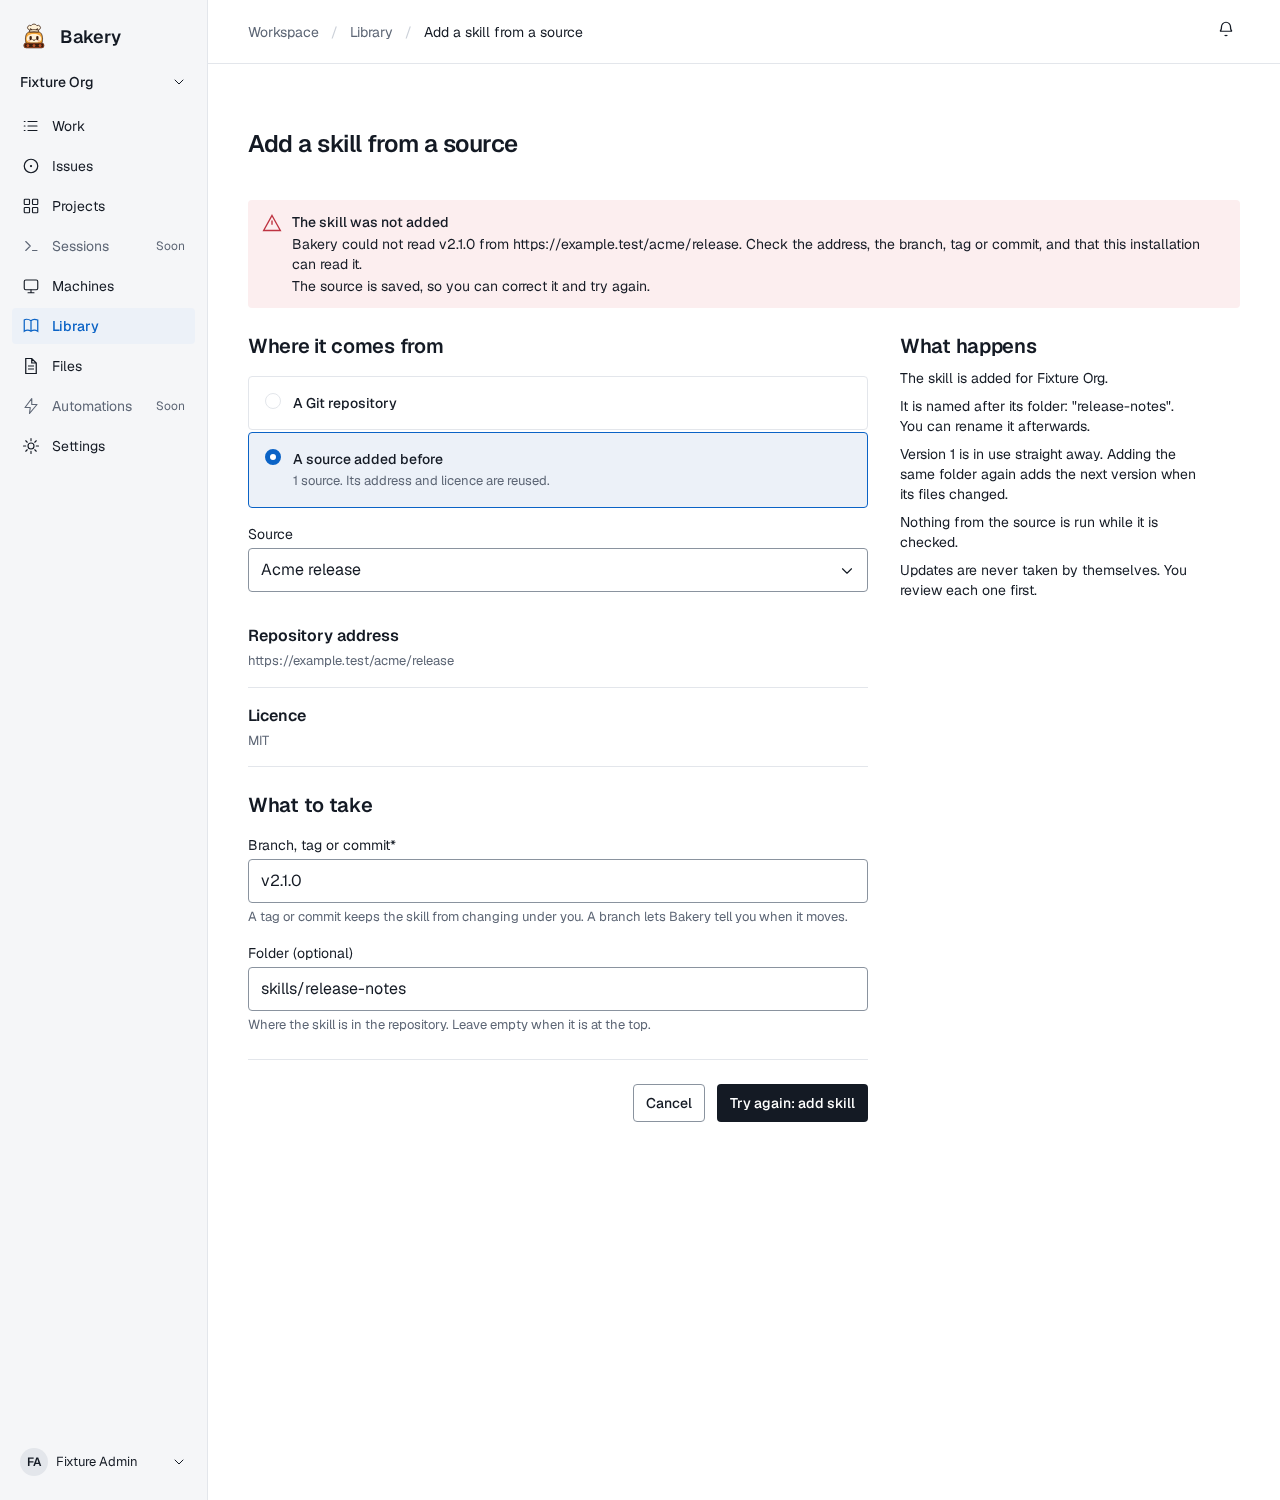 Bakery
Fixture Org
Work
Issues
Projects
Sessions Soon
Machines
Library
Files
Automations Soon
Settings
FA Fixture Admin
Workspace / Library / Add a skill from a source
Add a skill from a source
The skill was not added
Bakery could not read v2.1.0 from https://example.test/acme/release. Check the address, the branch, tag or commit, and that this installation
can read it.
The source is saved, so you can correct it and try again.
Where it comes from
A Git repository
A source added before
1 source. Its address and licence are reused.
Source
Acme release
Repository address
https://example.test/acme/release
Licence
MIT
What to take
Branch, tag or commit*
v2.1.0
A tag or commit keeps the skill from changing under you. A branch lets Bakery tell you when it moves.
Folder (optional)
skills/release-notes
Where the skill is in the repository. Leave empty when it is at the top.
Cancel
Try again: add skill
What happens
The skill is added for Fixture Org.
It is named after its folder: "release-notes".
You can rename it afterwards.
Version 1 is in use straight away. Adding the
same folder again adds the next version when
its files changed.
Nothing from the source is run while it is
checked.
Updates are never taken by themselves. You
review each one first.